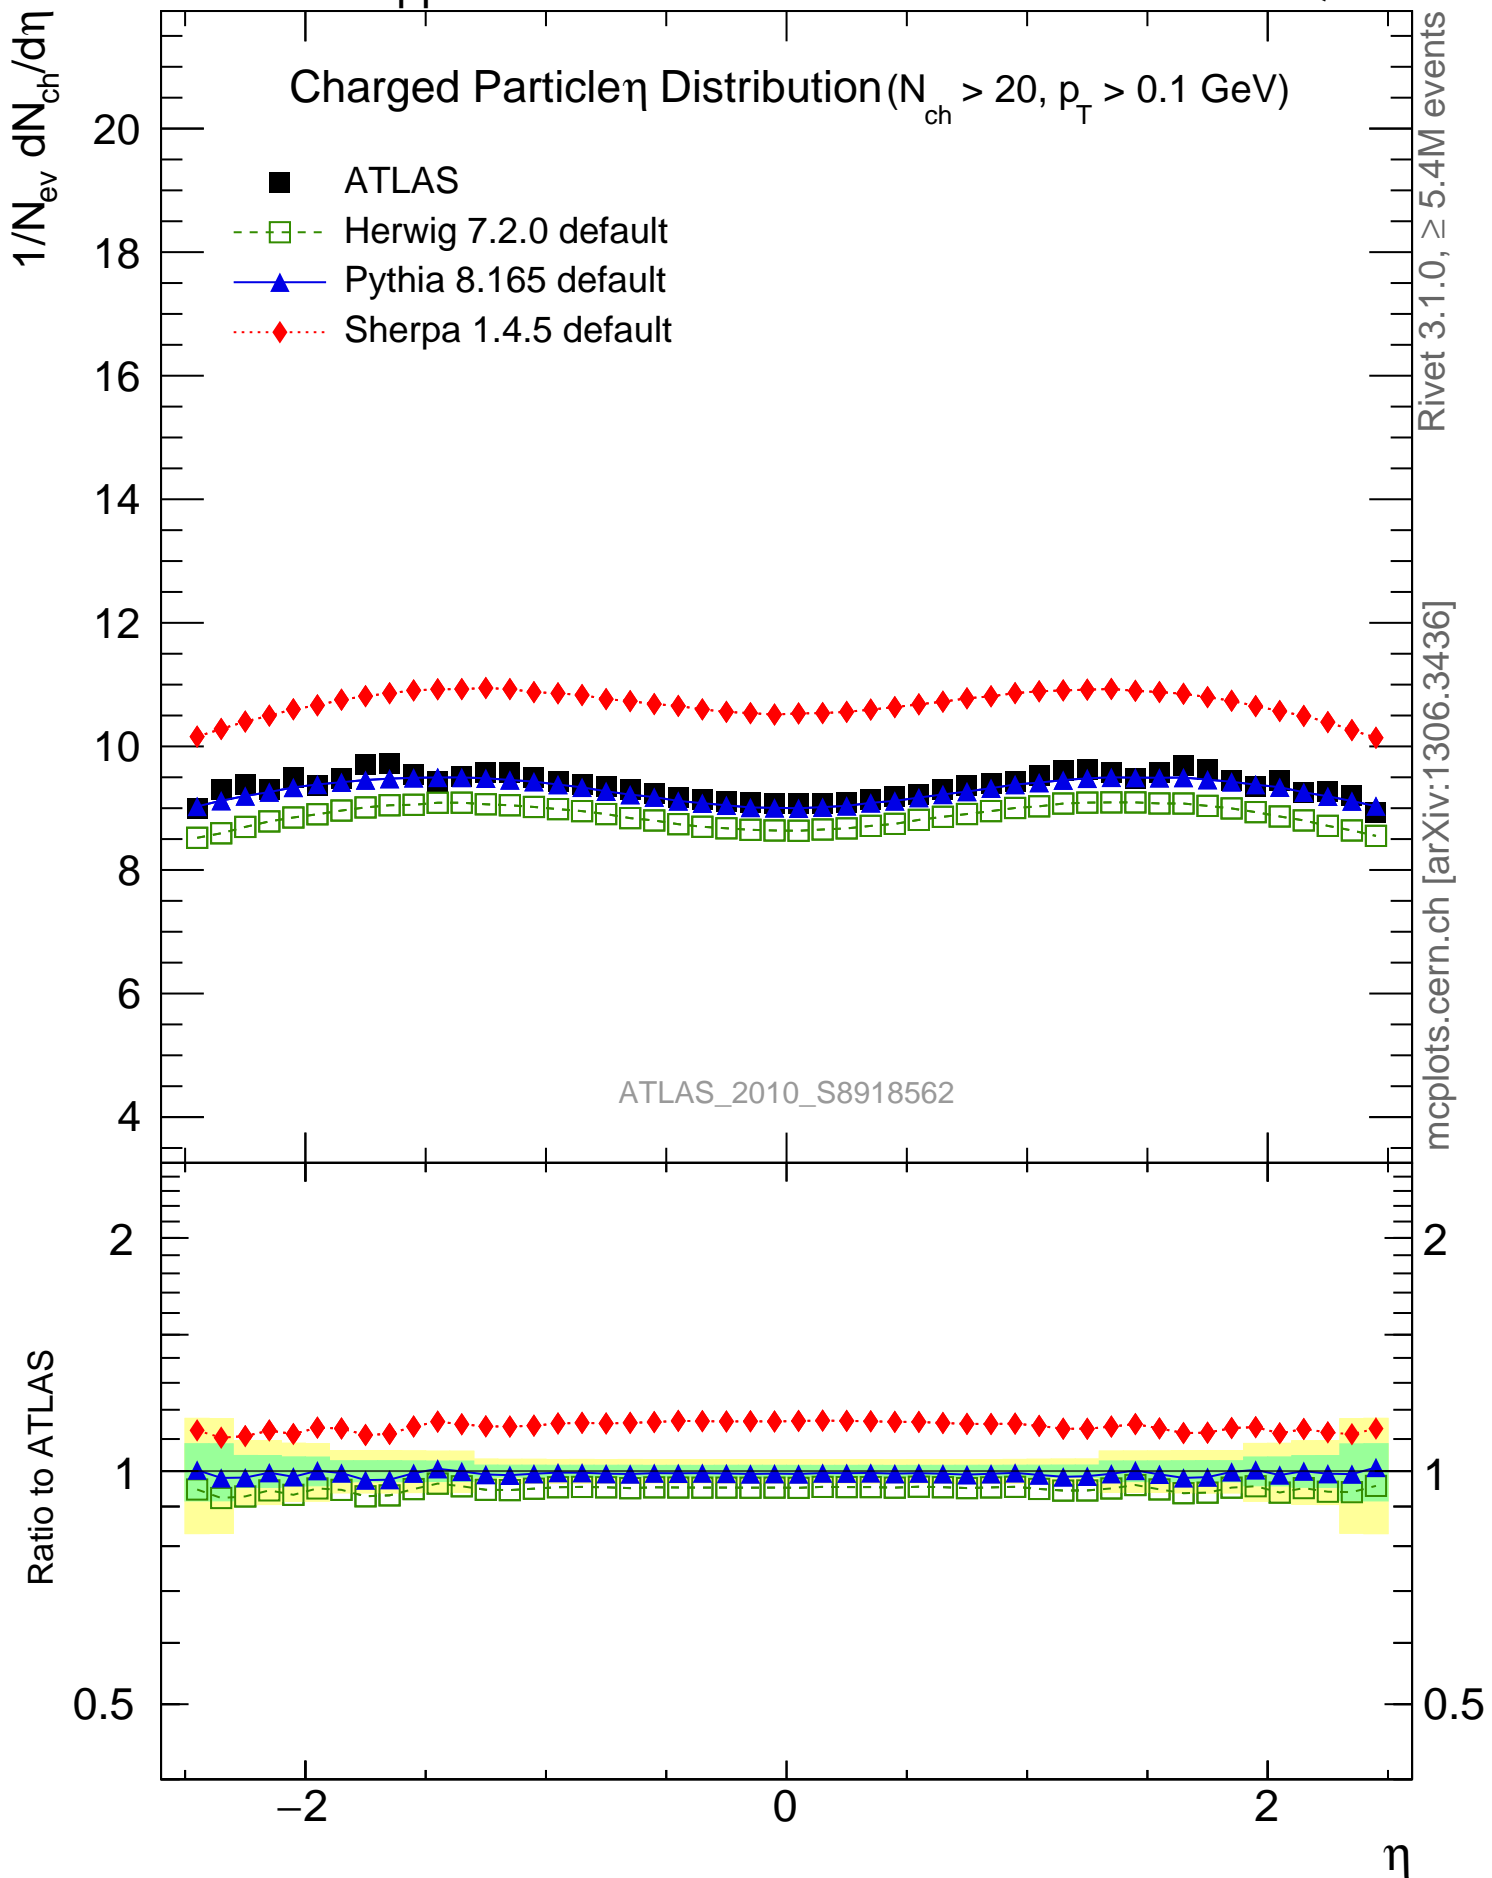 1/N_ev dN_ch/dη
Charged Particle η Distribution (N_ch > 20, p_T > 0.1 GeV)
ATLAS
Herwig 7.2.0 default
Pythia 8.165 default
Sherpa 1.4.5 default
20
18
16
14
12
10
8
6
4
ATLAS_2010_S8918562
Rivet 3.1.0, ≥ 5.4M events
mcplots.cern.ch [arXiv:1306.3436]
Ratio to ATLAS
2
1
0.5
2
1
0.5
−2
0
2
η